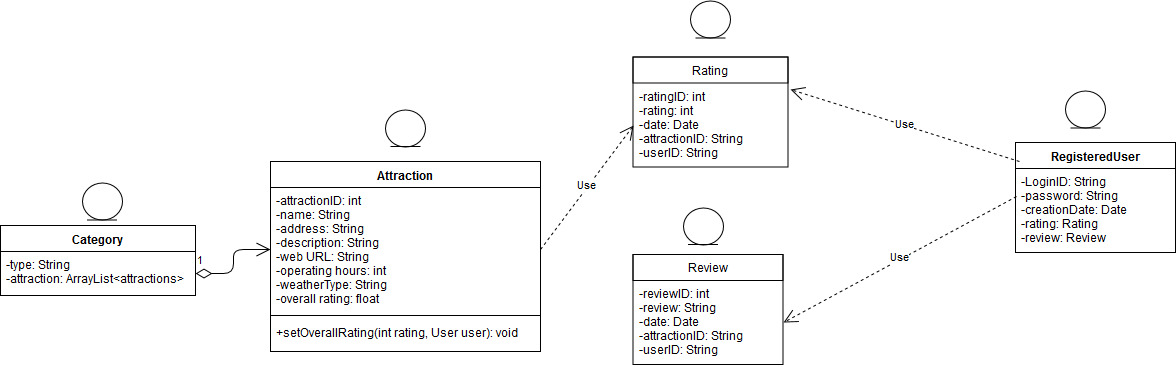 Category
-type: String
-attraction: ArrayList<attractions>
1
Attraction
-attractionID: int
-name: String
-address: String
-description: String
-web URL: String
-operating hours: int
-weatherType: String
-overall rating: float
+setOverallRating(int rating, User user): void
Use
Rating
-ratingID: int
-rating: int
-date: Date
-attractionID: String
-userID: String
Review
-reviewID: int
-review: String
-date: Date
-attractionID: String
-userID: String
Use
Use
RegisteredUser
-LoginID: String
-password: String
-creationDate: Date
-rating: Rating
-review: Review